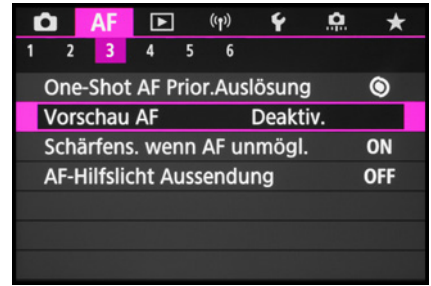 AF
1 2 3 4 5 6
One-Shot AF Prior.Auslösung
Vorschau AF Deaktiv.
Schärfens. wenn AF unmögl. ON
AF-Hilfslicht Aussendung OFF